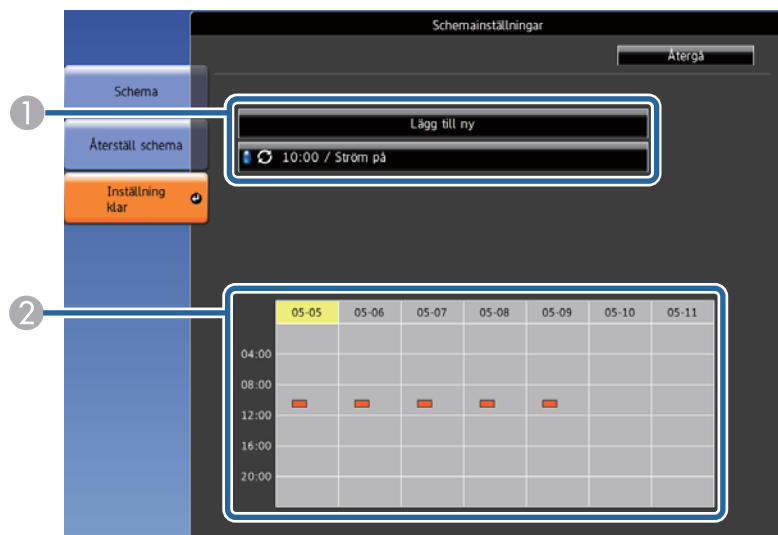 Schemainställningar
Återgå
Schema
1
Lägg till ny
Återställ schema
10:00 / Ström på
Inställning
klar
2
05-05 05-06 05-07 05-08 05-09 05-10 05-11
04:00
08:00
12:00
16:00
20:00